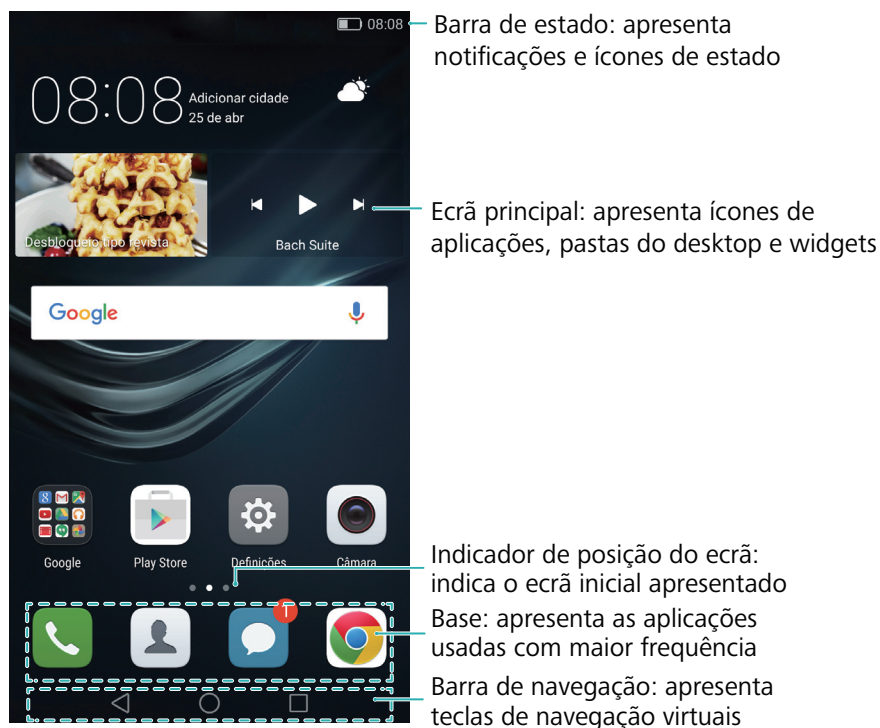 08:08
Barra de estado: apresenta
notificações e ícones de estado
08:08
Adicionar cidade
25 de abr
Desbloqueio tipo revista
Bach Suite
Ecrã principal: apresenta ícones de
aplicações, pastas do desktop e widgets
Google
Google
Play Store
Definições
Câmara
Indicador de posição do ecrã:
indica o ecrã inicial apresentado
1
Base: apresenta as aplicações
usadas com maior frequência
Barra de navegação: apresenta
teclas de navegação virtuais